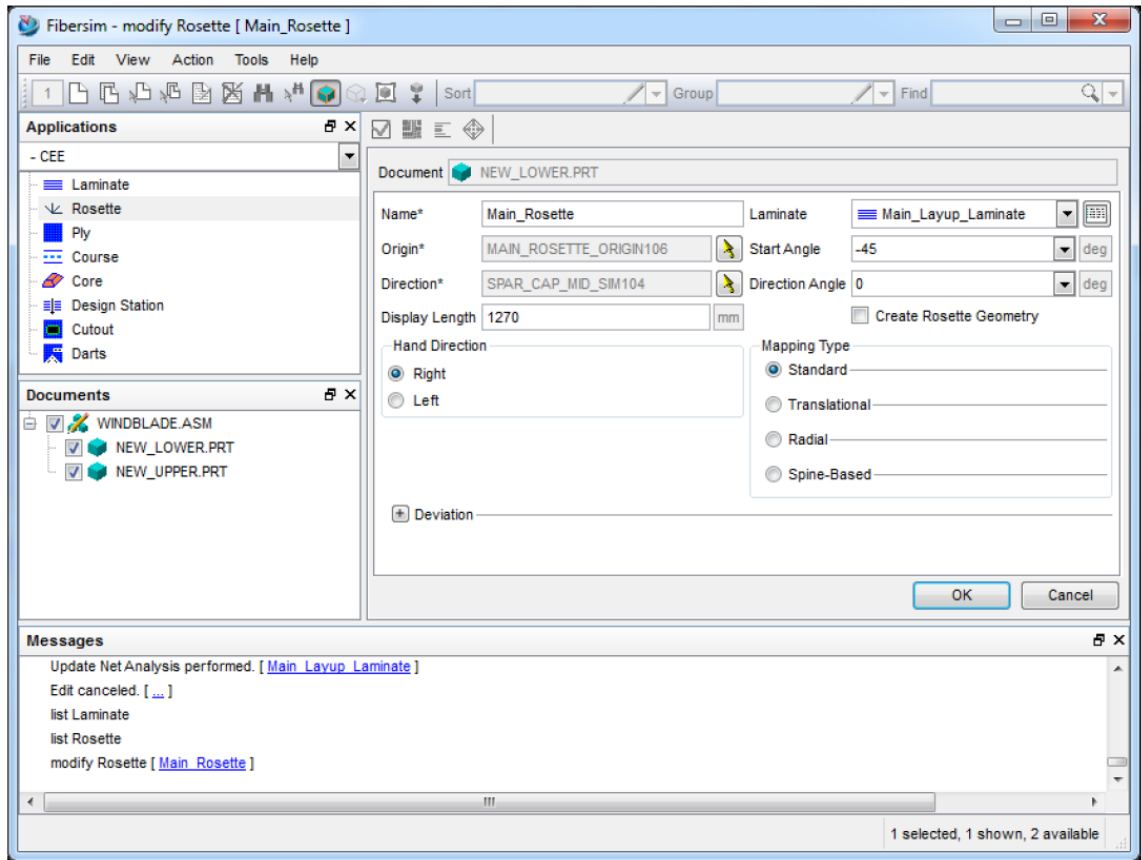 Fibersim - modify Rosette [ Main_Rosette ]
File Edit View Action Tools Help
1 Sort Group Find
Applications
- CEE
Laminate
Rosette
Ply
Course
Core
Design Station
Cutout
Darts
Documents
WINDBLADE.ASM
NEW_LOWER.PRT
NEW_UPPER.PRT
Document NEW_LOWER.PRT
Name* Main_Rosette Laminate Main_Layup_Laminate
Origin* MAIN_ROSETTE_ORIGIN106 Start Angle -45 deg
Direction* SPAR_CAP_MID_SIM104 Direction Angle 0 deg
Display Length 1270 mm Create Rosette Geometry
Hand Direction
Right
Left
Mapping Type
Standard
Translational
Radial
Spine-Based
Deviation
OK Cancel
Messages
Update Net Analysis performed. [ Main_Layup_Laminate ]
Edit canceled. [ ... ]
list Laminate
list Rosette
modify Rosette [ Main_Rosette ]
1 selected, 1 shown, 2 available